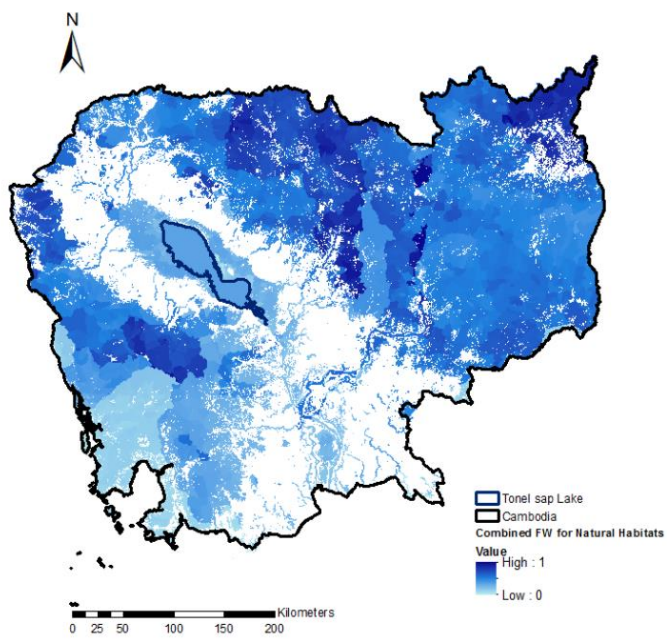 N
Tonel sap Lake
Cambodia
Combined FW for Natural Habitats
Value
High : 1
Low : 0
Kilometers
0 25 50 100 150 200